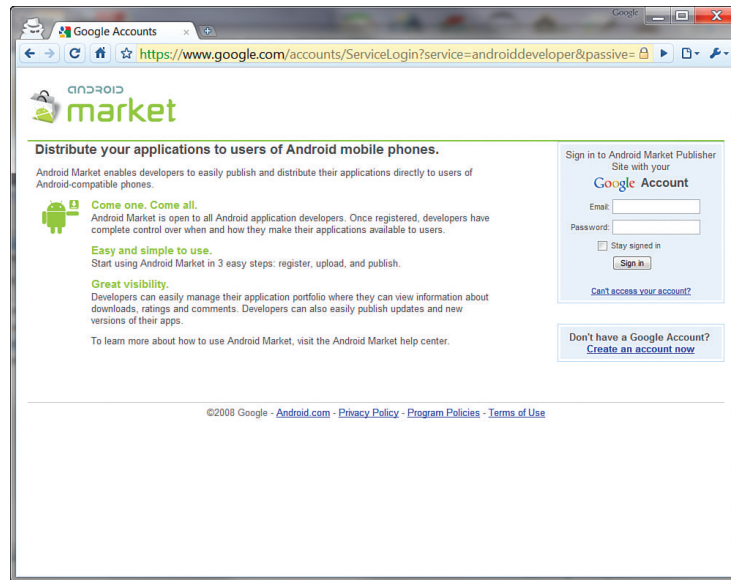 Google
Google Accounts
https://www.google.com/accounts/ServiceLogin?service=androiddeveloper&passive=
android
market
Distribute your applications to users of Android mobile phones.
Android Market enables developers to easily publish and distribute their applications directly to users of
Android-compatible phones.
Come one. Come all.
Android Market is open to all Android application developers. Once registered, developers have
complete control over when and how they make their applications available to users.
Easy and simple to use.
Start using Android Market in 3 easy steps: register, upload, and publish.
Great visibility.
Developers can easily manage their application portfolio where they can view information about
downloads, ratings and comments. Developers can also easily publish updates and new
versions of their apps.
To learn more about how to use Android Market, visit the Android Market help center.
Sign in to Android Market Publisher
Site with your
Google Account
Email:
Password:
Stay signed in
Sign in
Can't access your account?
Don't have a Google Account?
Create an account now
©2008 Google - Android.com - Privacy Policy - Program Policies - Terms of Use